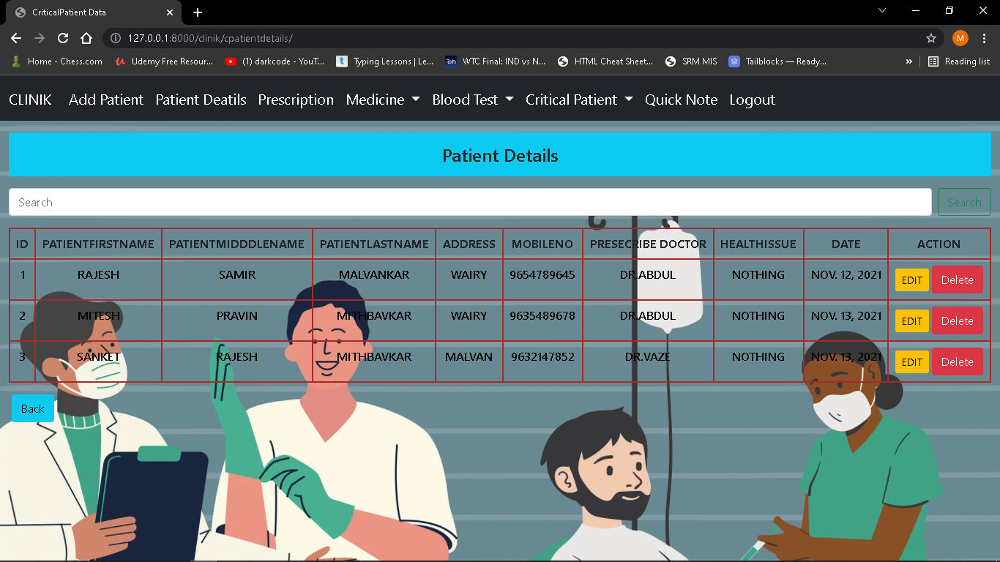 CriticalPatient Data
127.0.0.1:8000/clinik/cpatientdetails/
M
Home - Chess.com Udemy Free Resour... (1) darkcode - YouT... Typing Lessons | Le... WTC Final: IND vs N... HTML Cheat Sheet... SRM MIS Tailblocks — Ready... » Reading list
CLINIK Add Patient Patient Deatils Prescription Medicine Blood Test Critical Patient Quick Note Logout
Patient Details
Search Search
ID PATIENTFIRSTNAME PATIENTMIDDDLENAME PATIENTLASTNAME ADDRESS MOBILENO PRESECRIBE DOCTOR HEALTHISSUE DATE ACTION
1 RAJESH SAMIR MALVANKAR WAIRY 9654789645 DR.ABDUL NOTHING NOV. 12, 2021 EDIT Delete
2 MITESH PRAVIN MITHBAVKAR WAIRY 9635489678 DR.ABDUL NOTHING NOV. 13, 2021 EDIT Delete
3 SANKET RAJESH MITHBAVKAR MALVAN 9632147852 DR.VAZE NOTHING NOV. 13, 2021 EDIT Delete
Back